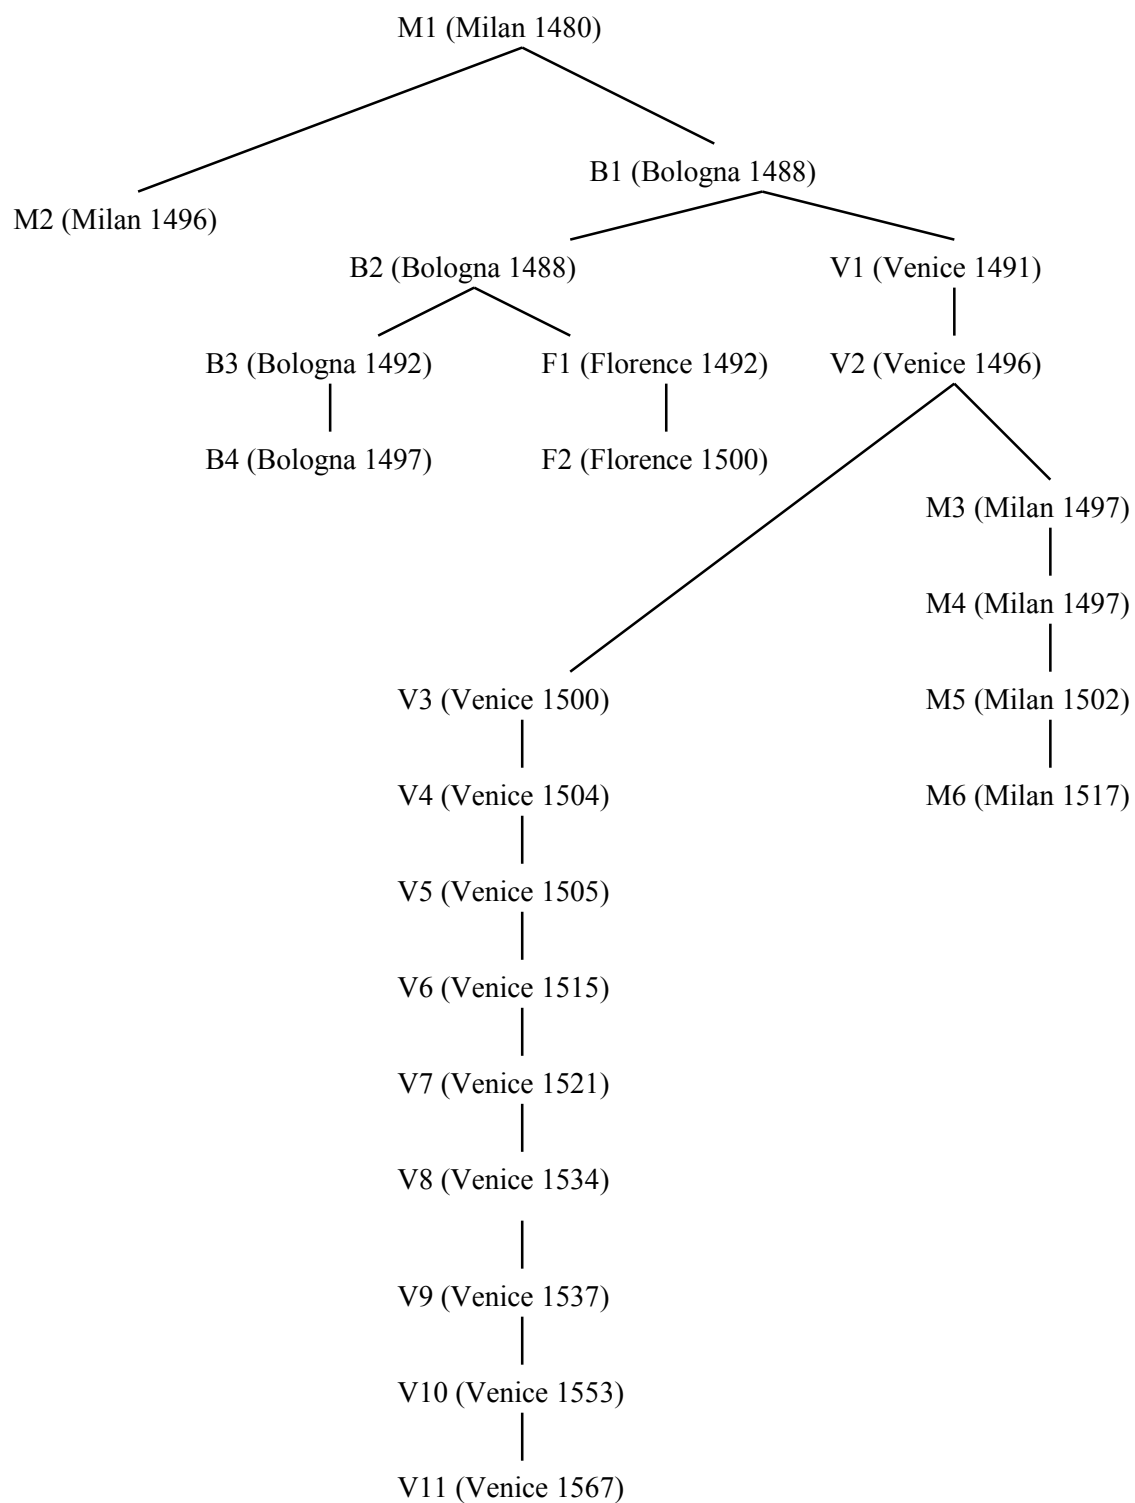 M1 (Milan 1480)
B1 (Bologna 1488)
M2 (Milan 1496)
B2 (Bologna 1488) V1 (Venice 1491)
B3 (Bologna 1492) F1 (Florence 1492) V2 (Venice 1496)
B4 (Bologna 1497) F2 (Florence 1500)
M3 (Milan 1497)
M4 (Milan 1497)
V3 (Venice 1500) M5 (Milan 1502)
V4 (Venice 1504) M6 (Milan 1517)
V5 (Venice 1505)
V6 (Venice 1515)
V7 (Venice 1521)
V8 (Venice 1534)
V9 (Venice 1537)
V10 (Venice 1553)
V11 (Venice 1567)